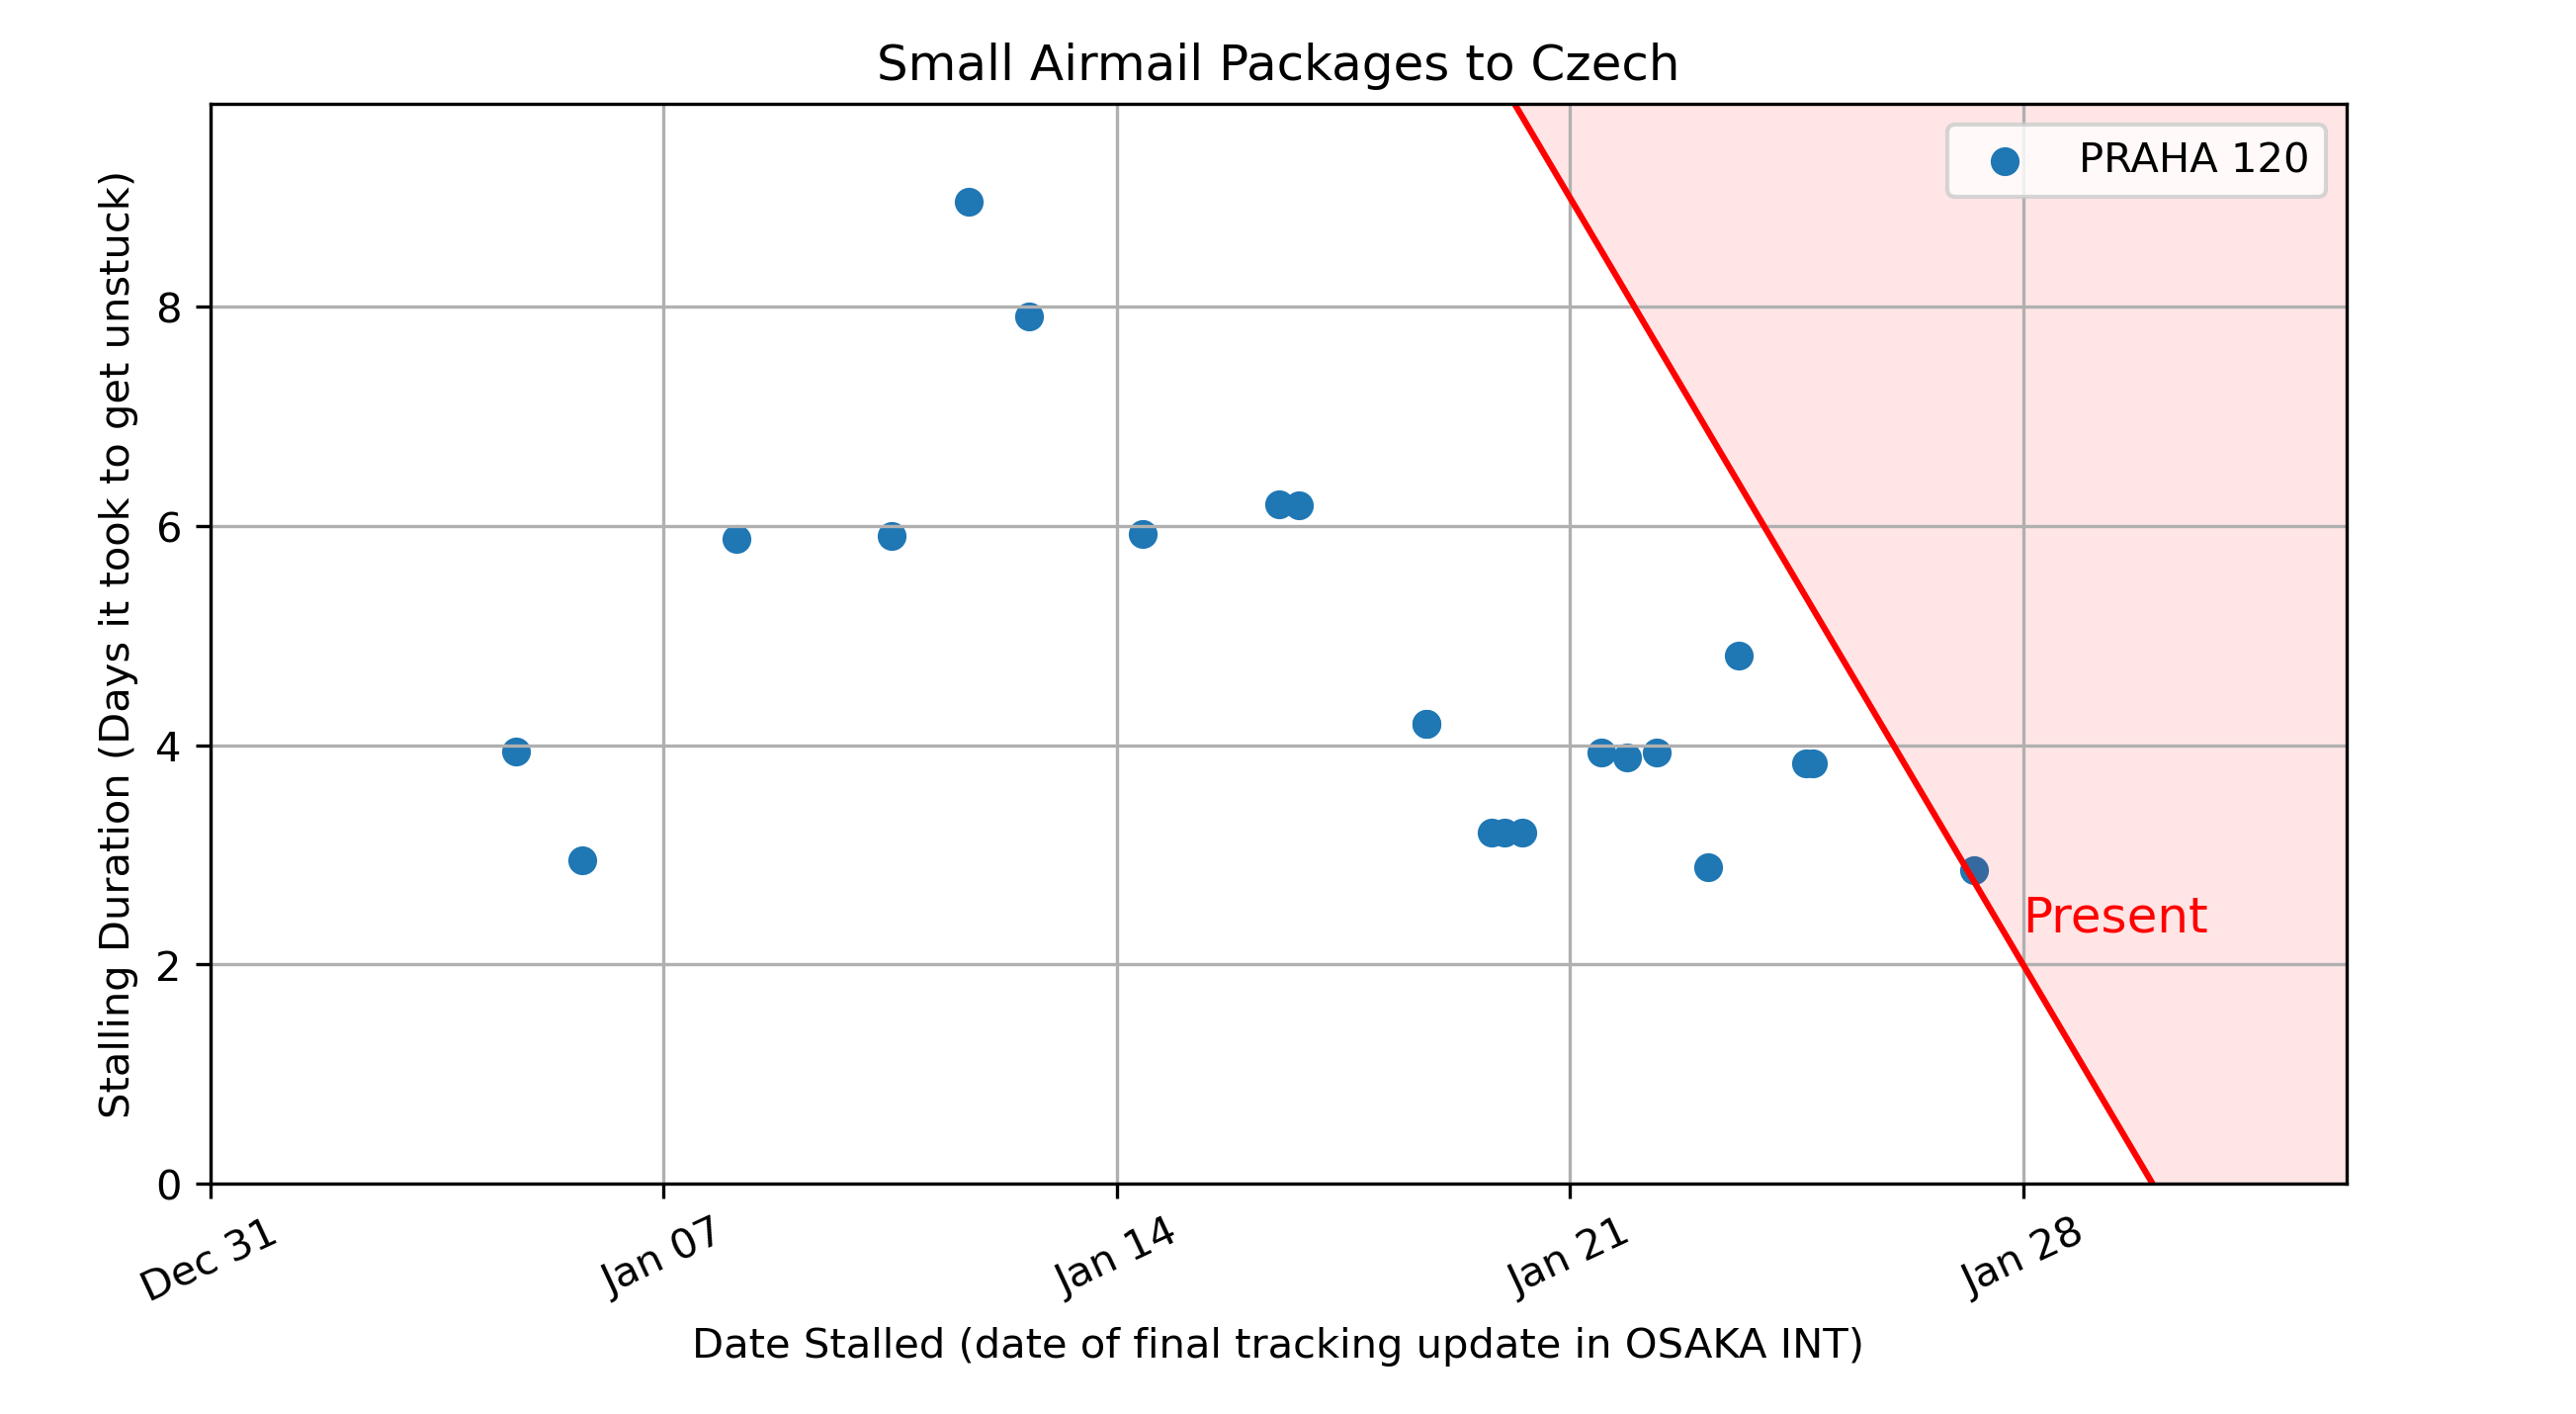 Small Airmail Packages to Czech
PRAHA 120
Stalling Duration (Days it took to get unstuck)
8
6
4
2
0
Present
Dec 31
Jan 07
Jan 14
Jan 21
Jan 28
Date Stalled (date of final tracking update in OSAKA INT)